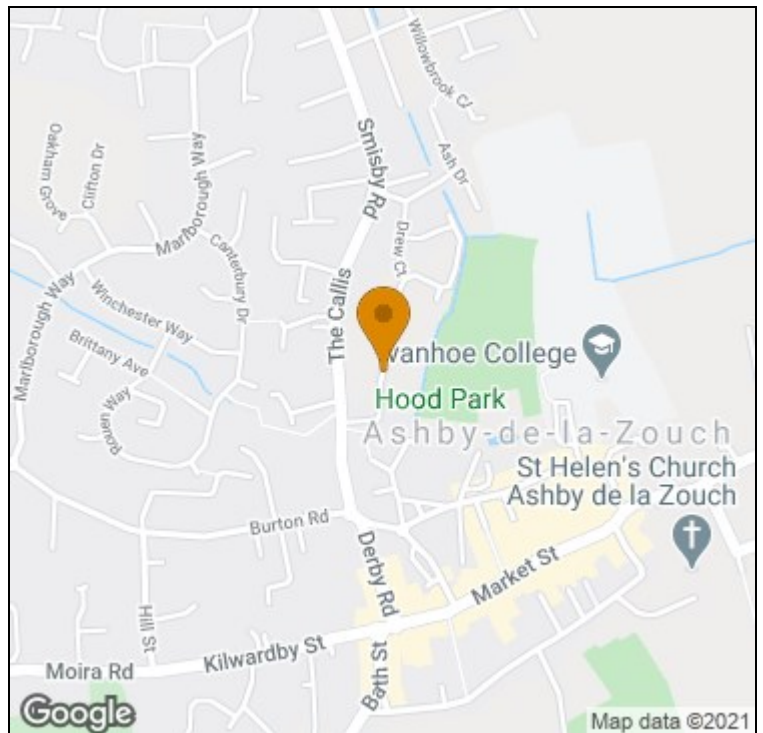 Willowbrook Cl
Ash Dr
Smisby Rd
Oakham Grove
Clifton Dr
Marlborough Way
Marlborough Way
Canterbury Dr
Drew Ct
Winchester Way
The Callis
Marlborough Way
Brittany Ave
Rouen Way
vanhoe College
Hood Park
Ashby-de-la-Zouch
St Helen's Church
Ashby de la Zouch
Burton Rd
Derby Rd
Market St
Hill St
Kilwardby St
Moira Rd
Bath St
Google
Map data ©2021